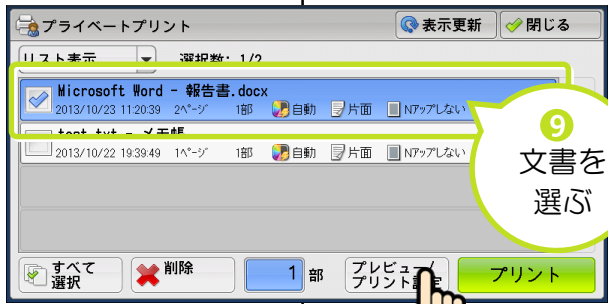 プライベートプリント
表示更新
閉じる
リスト表示
選択数: 1/2
Microsoft Word - 報告書.docx
2013/10/23 11:20:39 2ﾍﾟｰｼﾞ 1部 自動 片面 Nアップしない
test.txt - メモ帳
2013/10/22 19:39:49 1ﾍﾟｰｼﾞ 1部 自動 片面 Nアップしない
9
文書を
選ぶ
すべて
選択
削除
1 部
プレビュー/
プリント設定
プリント